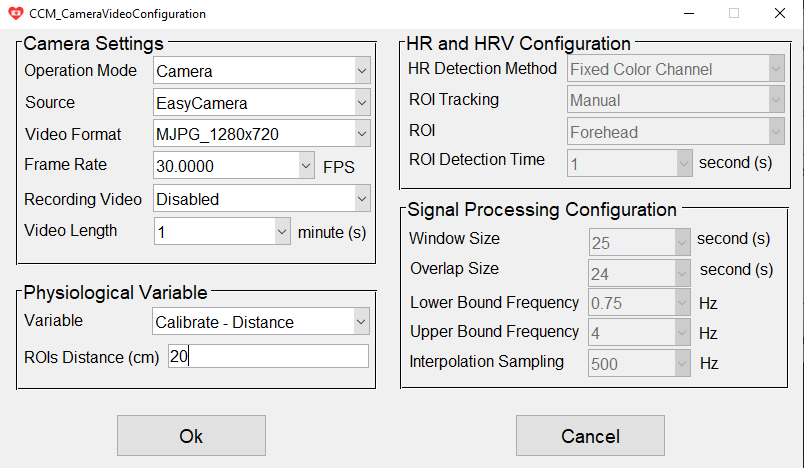 CCM_CameraVideoConfiguration
Camera Settings
Operation Mode Camera
Source EasyCamera
Video Format MJPG_1280x720
Frame Rate 30.0000 FPS
Recording Video Disabled
Video Length 1 minute (s)
Physiological Variable
Variable Calibrate - Distance
ROIs Distance (cm) 20
HR and HRV Configuration
HR Detection Method Fixed Color Channel
ROI Tracking Manual
ROI Forehead
ROI Detection Time 1 second (s)
Signal Processing Configuration
Window Size 25 second (s)
Overlap Size 24 second (s)
Lower Bound Frequency 0.75 Hz
Upper Bound Frequency 4 Hz
Interpolation Sampling 500 Hz
Ok
Cancel